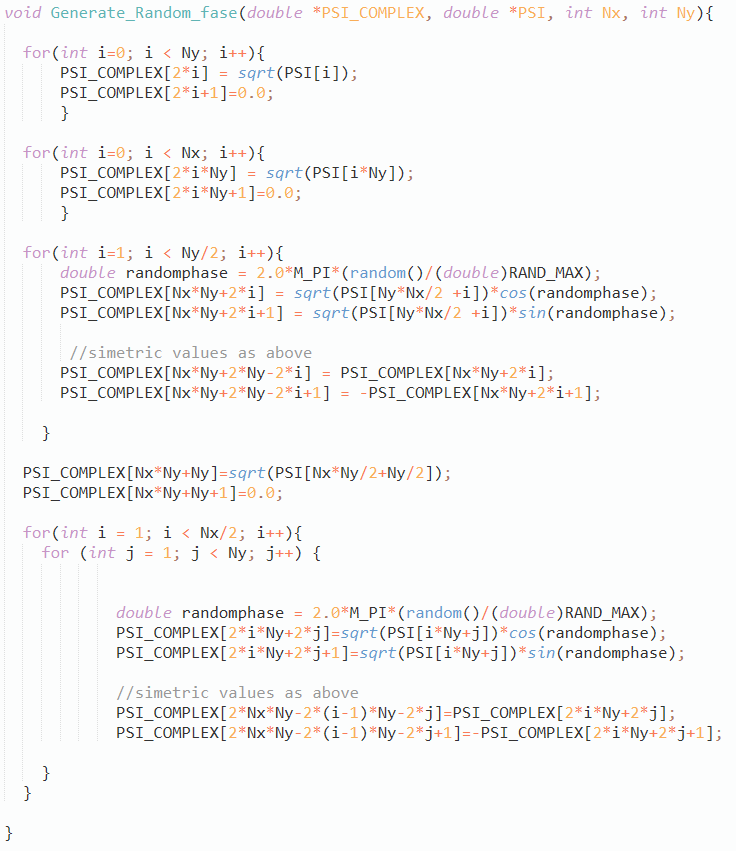 void Generate_Random_fase(double *PSI_COMPLEX, double *PSI, int Nx, int Ny){
for(int i=0; i < Ny; i++){
PSI_COMPLEX[2*i] = sqrt(PSI[i]);
PSI_COMPLEX[2*i+1]=0.0;
}
for(int i=0; i < Nx; i++){
PSI_COMPLEX[2*i*Ny] = sqrt(PSI[i*Ny]);
PSI_COMPLEX[2*i*Ny+1]=0.0;
}
for(int i=1; i < Ny/2; i++){
double randomphase = 2.0*M_PI*(random()/(double)RAND_MAX);
PSI_COMPLEX[Nx*Ny+2*i] = sqrt(PSI[Ny*Nx/2 +i])*cos(randomphase);
PSI_COMPLEX[Nx*Ny+2*i+1] = sqrt(PSI[Ny*Nx/2 +i])*sin(randomphase);
//simetric values as above
PSI_COMPLEX[Nx*Ny+2*Ny-2*i] = PSI_COMPLEX[Nx*Ny+2*i];
PSI_COMPLEX[Nx*Ny+2*Ny-2*i+1] = -PSI_COMPLEX[Nx*Ny+2*i+1];
}
PSI_COMPLEX[Nx*Ny+Ny]=sqrt(PSI[Nx*Ny/2+Ny/2]);
PSI_COMPLEX[Nx*Ny+Ny+1]=0.0;
for(int i = 1; i < Nx/2; i++){
for (int j = 1; j < Ny; j++) {
double randomphase = 2.0*M_PI*(random()/(double)RAND_MAX);
PSI_COMPLEX[2*i*Ny+2*j]=sqrt(PSI[i*Ny+j])*cos(randomphase);
PSI_COMPLEX[2*i*Ny+2*j+1]=sqrt(PSI[i*Ny+j])*sin(randomphase);
//simetric values as above
PSI_COMPLEX[2*Nx*Ny-2*(i-1)*Ny-2*j]=PSI_COMPLEX[2*i*Ny+2*j];
PSI_COMPLEX[2*Nx*Ny-2*(i-1)*Ny-2*j+1]=-PSI_COMPLEX[2*i*Ny+2*j+1];
}
}
}